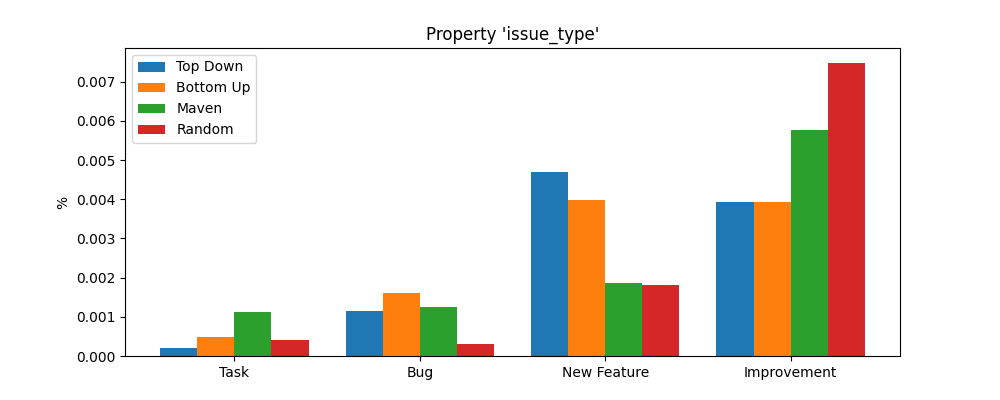 Property 'issue_type'
Top Down
Bottom Up
Maven
Random
%
0.007
0.006
0.005
0.004
0.003
0.002
0.001
0.000
Task Bug New Feature Improvement